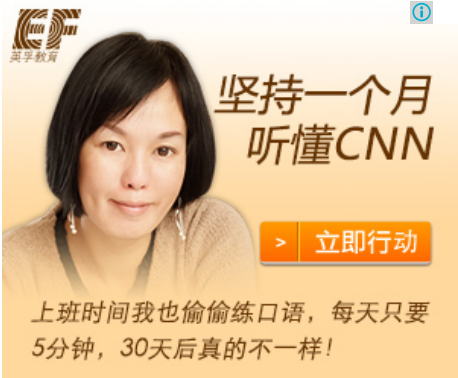 EF
英孚教育
坚持一个月
听懂CNN
> 立即行动
上班时间我也偷偷练口语，每天只要
5分钟，30天后真的不一样！